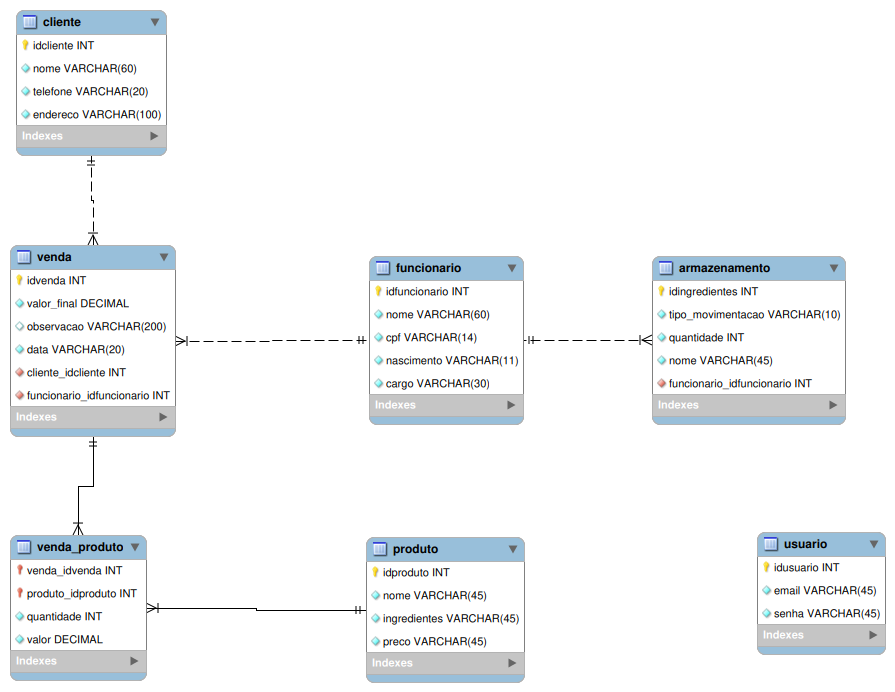 cliente
idcliente INT
nome VARCHAR(60)
telefone VARCHAR(20)
endereco VARCHAR(100)
Indexes
venda
idvenda INT
valor_final DECIMAL
observacao VARCHAR(200)
data VARCHAR(20)
cliente_idcliente INT
funcionario_idfuncionario INT
Indexes
funcionario
idfuncionario INT
nome VARCHAR(60)
cpf VARCHAR(14)
nascimento VARCHAR(11)
cargo VARCHAR(30)
Indexes
armazenamento
idingredientes INT
tipo_movimentacao VARCHAR(10)
quantidade INT
nome VARCHAR(45)
funcionario_idfuncionario INT
Indexes
venda_produto
venda_idvenda INT
produto_idproduto INT
quantidade INT
valor DECIMAL
Indexes
produto
idproduto INT
nome VARCHAR(45)
ingredientes VARCHAR(45)
preco VARCHAR(45)
Indexes
usuario
idusuario INT
email VARCHAR(45)
senha VARCHAR(45)
Indexes